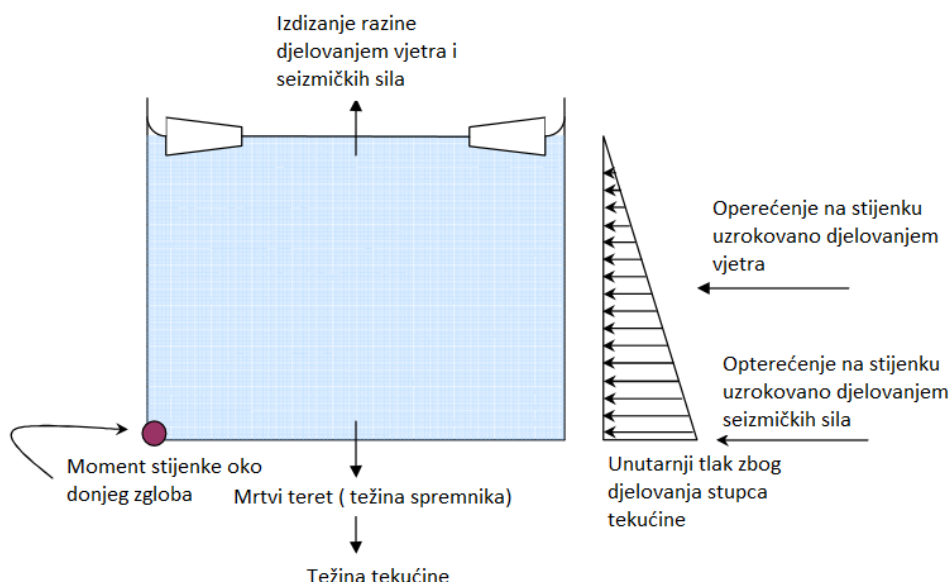 Izdizanje razine
djelovanjem vjetra i
seizmičkih sila
Operećenje na stijenku
uzrokovano djelovanjem
vjetra
Opterećenje na stijenku
uzrokovano djelovanjem
seizmičkih sila
Moment stijenke oko
donjeg zgloba
Mrtvi teret ( težina spremnika)
Unutarnji tlak zbog
djelovanja stupca
tekućine
Težina tekućine